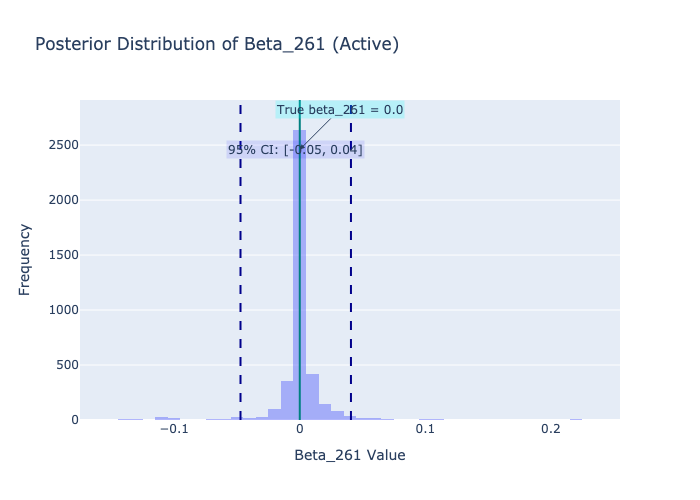 Posterior Distribution of Beta_261 (Active)
True beta_261 = 0.0
95% CI: [-0.05, 0.04]
2500
2000
1500
1000
500
0
Frequency
−0.1
0
0.1
0.2
Beta_261 Value